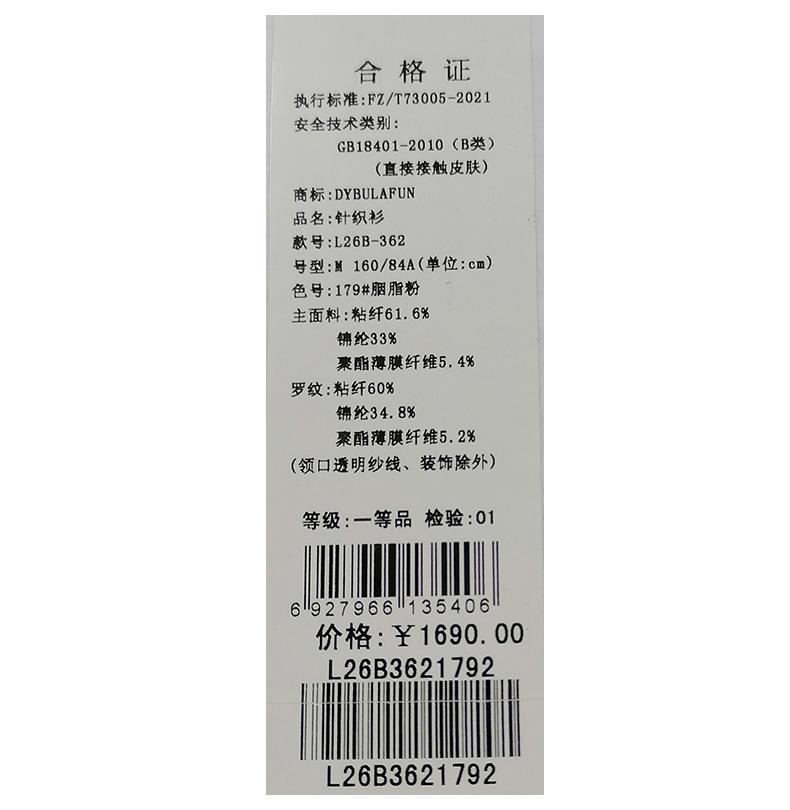 合格证
执行标准:FZ/T73005-2021
安全技术类别:
GB18401-2010（B类）
(直接接触皮肤)
商标:DYBULAFUN
品名:针织衫
款号:L26B-362
号型:M 160/84A(单位:cm)
色号:179#胭脂粉
主面料:粘纤61.6%
锦纶33%
聚酯薄膜纤维5.4%
罗纹:粘纤60%
锦纶34.8%
聚酯薄膜纤维5.2%
(领口透明纱线、装饰除外)
等级:一等品 检验:01
6 927966 135406
价格:￥1690.00
L26B3621792
L26B3621792